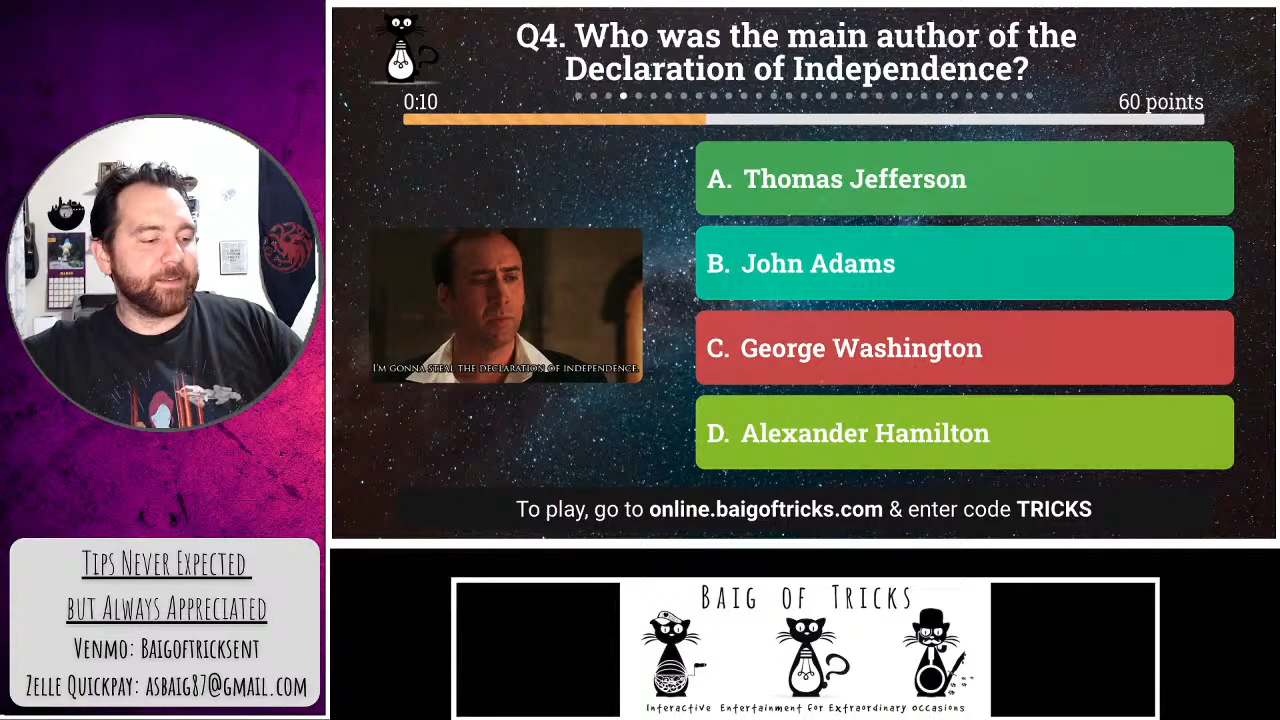 Q4. Who was the main author of the
Declaration of Independence?
0:10
60 points
A. Thomas Jefferson
B. John Adams
C. George Washington
D. Alexander Hamilton
I'M GONNA STEAL THE DECLARATION OF INDEPENDENCE.
To play, go to online.baigoftricks.com & enter code TRICKS
TIPS NEVER EXPECTED
BUT ALWAYS APPRECIATED
VENMO: BAIGOFTRICKSENT
ZELLE QUICKPAY: ASBAIG87@GMAIL.COM
BAIG OF TRICKS
Interactive Entertainment for Extraordinary Occasions